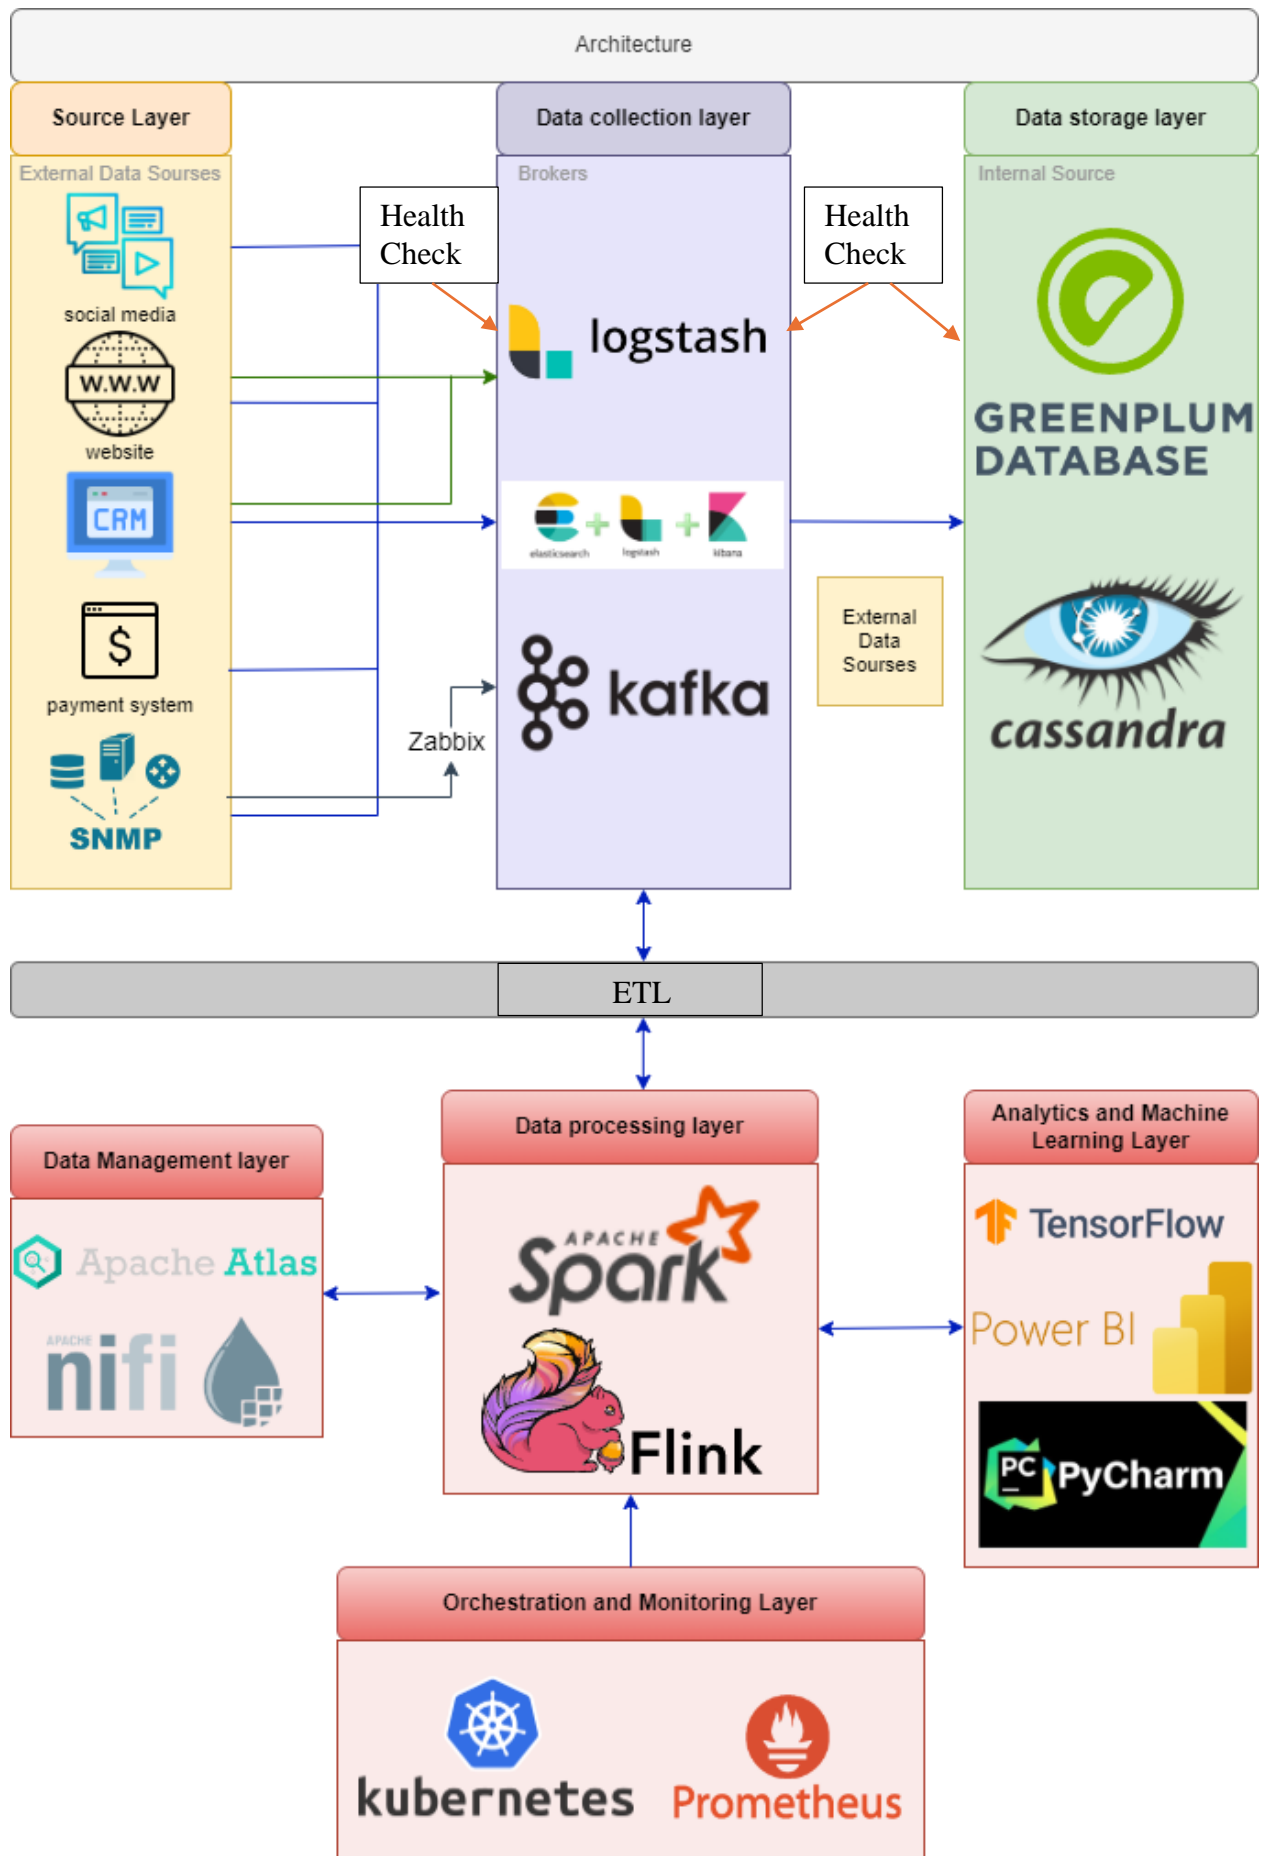 Architecture
Source Layer
External Data Sourses
social media
W.W.W
website
CRM
$
payment system
SNMP
Health
Check
Zabbix
Data collection layer
Brokers
logstash
elasticsearch + logstash + kibana
kafka
Health
Check
External
Data
Sourses
Data storage layer
Internal Source
GREENPLUM
DATABASE
cassandra
ETL
Data Management layer
Apache Atlas
APACHE
nifi
Data processing layer
APACHE
Spark
Flink
Analytics and Machine
Learning Layer
TensorFlow
Power BI
PC PyCharm
Orchestration and Monitoring Layer
kubernetes
Prometheus